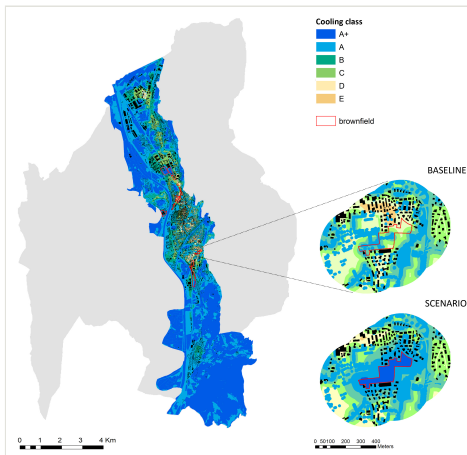 Cooling class
A+
A
B
C
D
E
brownfield
BASELINE
SCENARIO
0 1 2 3 4 Km
0 50100 200 300 400
Meters